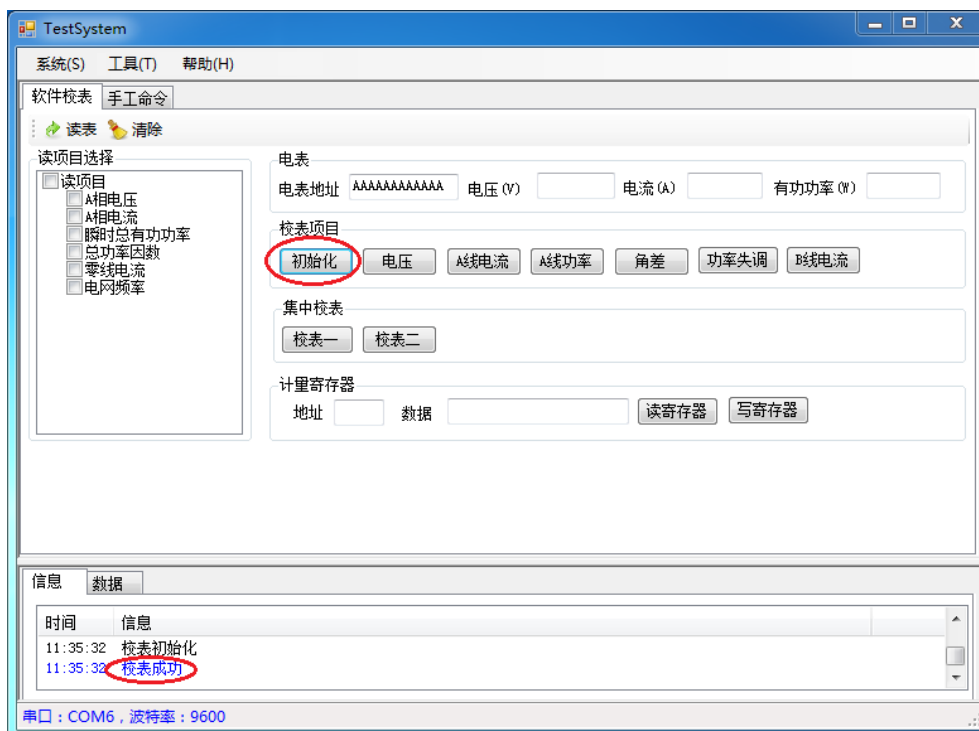 TestSystem
系统(S) 工具(T) 帮助(H)
软件校表 手工命令
读表 清除
读项目选择
读项目
A相电压
A相电流
瞬时总有功功率
总功率因数
零线电流
电网频率
电表
电表地址 AAAAAAAAAAAA 电压(V) 电流(A) 有功功率(W)
校表项目
初始化 电压 A线电流 A线功率 角差 功率失调 B线电流
集中校表
校表一 校表二
计量寄存器
地址 数据 读寄存器 写寄存器
信息 数据
时间 信息
11:35:32 校表初始化
11:35:32 校表成功
串口：COM6，波特率：9600